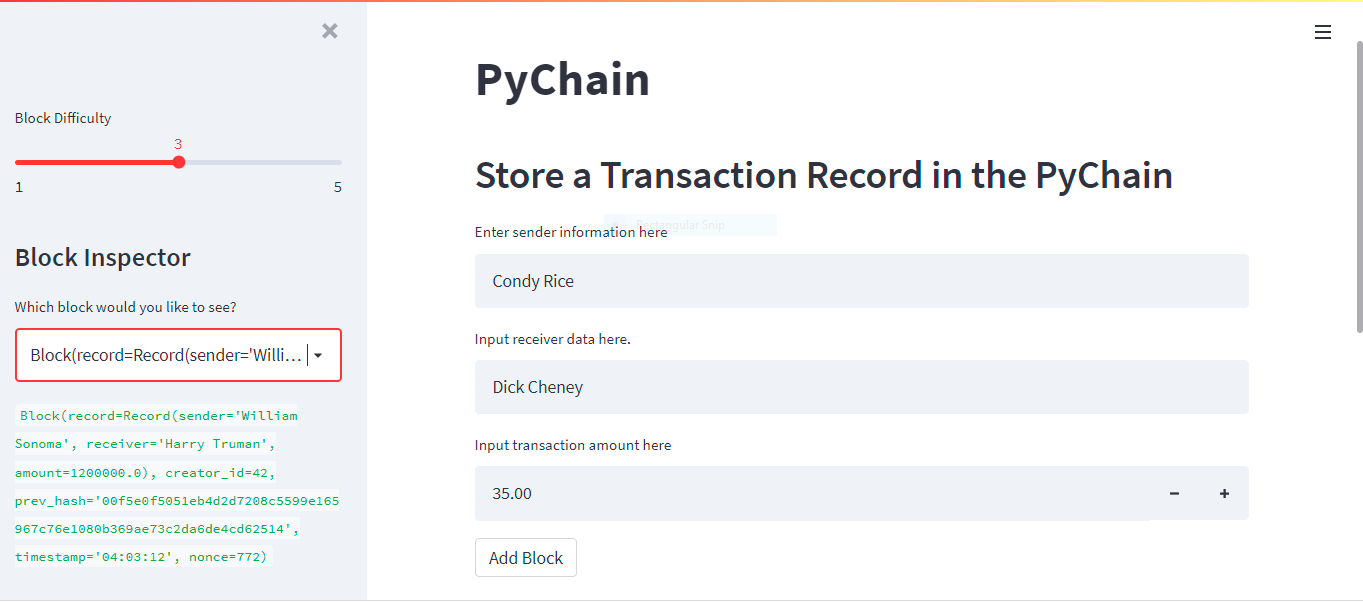 Block Difficulty
3
1 5
Block Inspector
Which block would you like to see?
Block(record=Record(sender='Willi...
Block(record=Record(sender='William
Sonoma', receiver='Harry Truman',
amount=1200000.0), creator_id=42,
prev_hash='00f5e0f5051eb4d2d7208c5599e165
967c76e1080b369ae73c2da6de4cd62514',
timestamp='04:03:12', nonce=772)
PyChain
Store a Transaction Record in the PyChain
Rectangular Snip
Enter sender information here
Condy Rice
Input receiver data here.
Dick Cheney
Input transaction amount here
35.00
Add Block